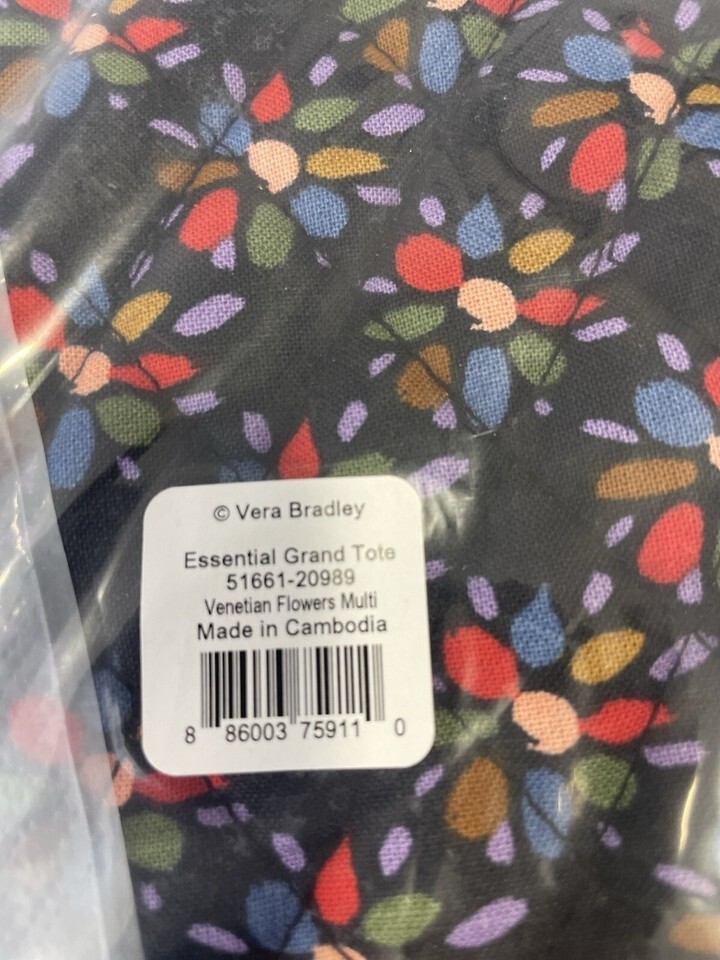 © Vera Bradley
Essential Grand Tote
51661-20989
Venetian Flowers Multi
Made in Cambodia
8 86003 75911 0